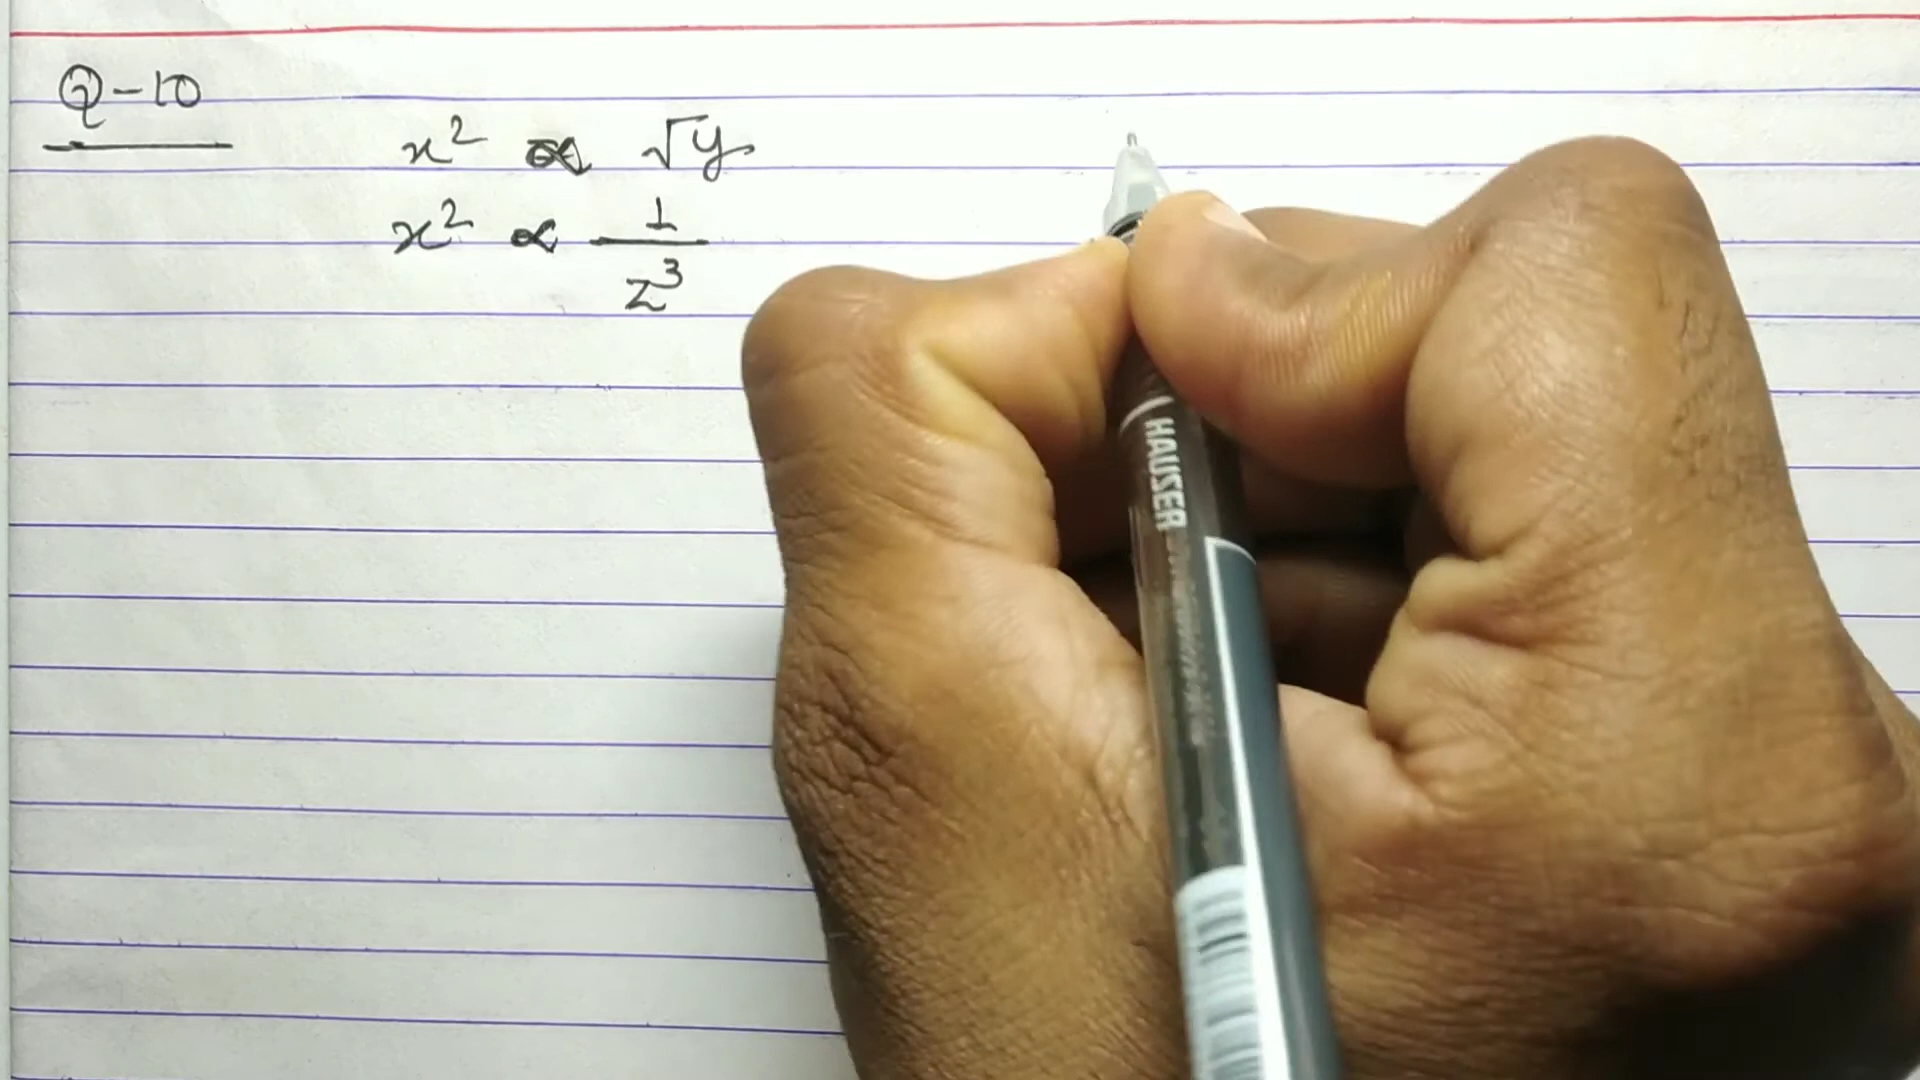 Q-10
x² ∝ √y
x² ∝ 1/z³
HAUSER